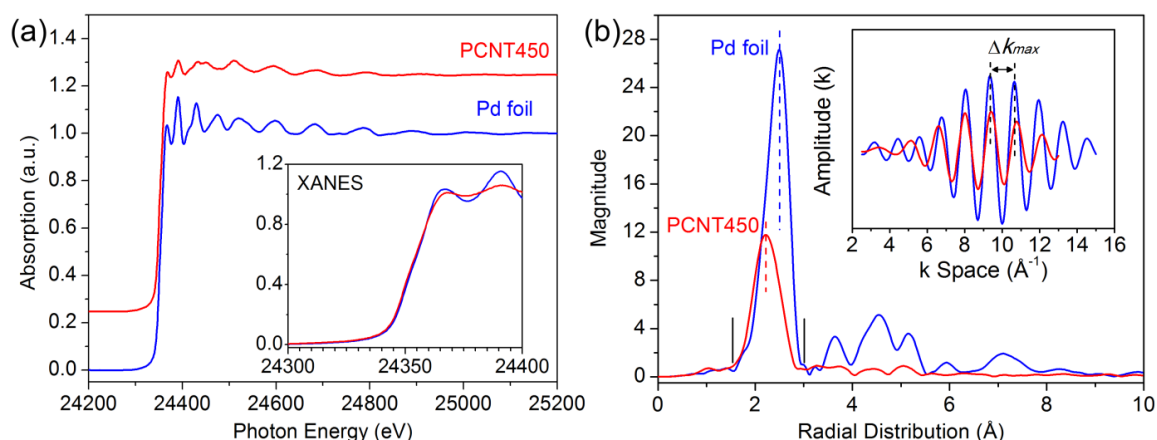 (a)
1.4
1.2
1.0
0.8
0.6
0.4
0.2
0.0
Absorption (a.u.)
PCNT450
Pd foil
XANES
1.2
0.8
0.4
0.0
24300 24350 24400
24200 24400 24600 24800 25000 25200
Photon Energy (eV)
(b)
28
24
20
16
12
8
4
0
Magnitude
Pd foil
PCNT450
Δkmax
Amplitude (k)
2 4 6 8 10 12 14 16
k Space (Å⁻¹)
0 2 4 6 8 10
Radial Distribution (Å)